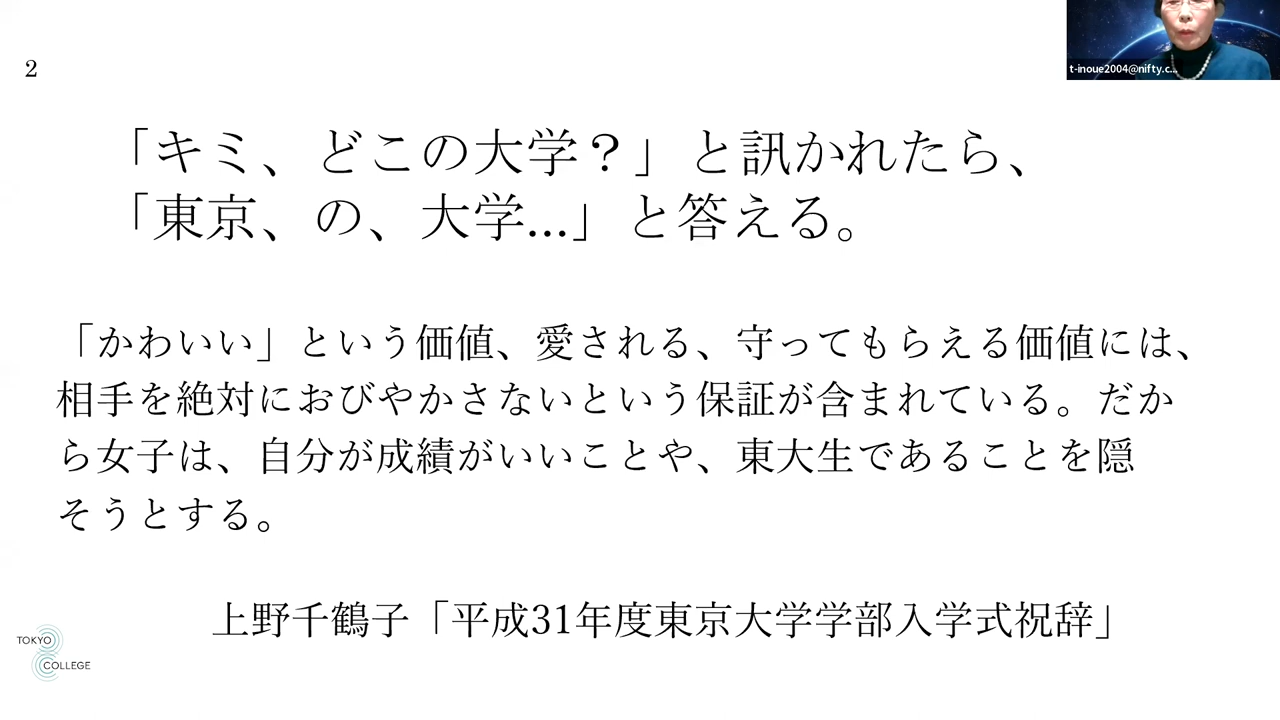 t-inoue2004@nifty.c...
2
「キミ、どこの大学？」と訊かれたら、
「東京、の、大学...」と答える。
「かわいい」という価値、愛される、守ってもらえる価値には、
相手を絶対におびやかさないという保証が含まれている。だか
ら女子は、自分が成績がいいことや、東大生であることを隠
そうとする。
上野千鶴子「平成31年度東京大学学部入学式祝辞」
TOKYO
COLLEGE